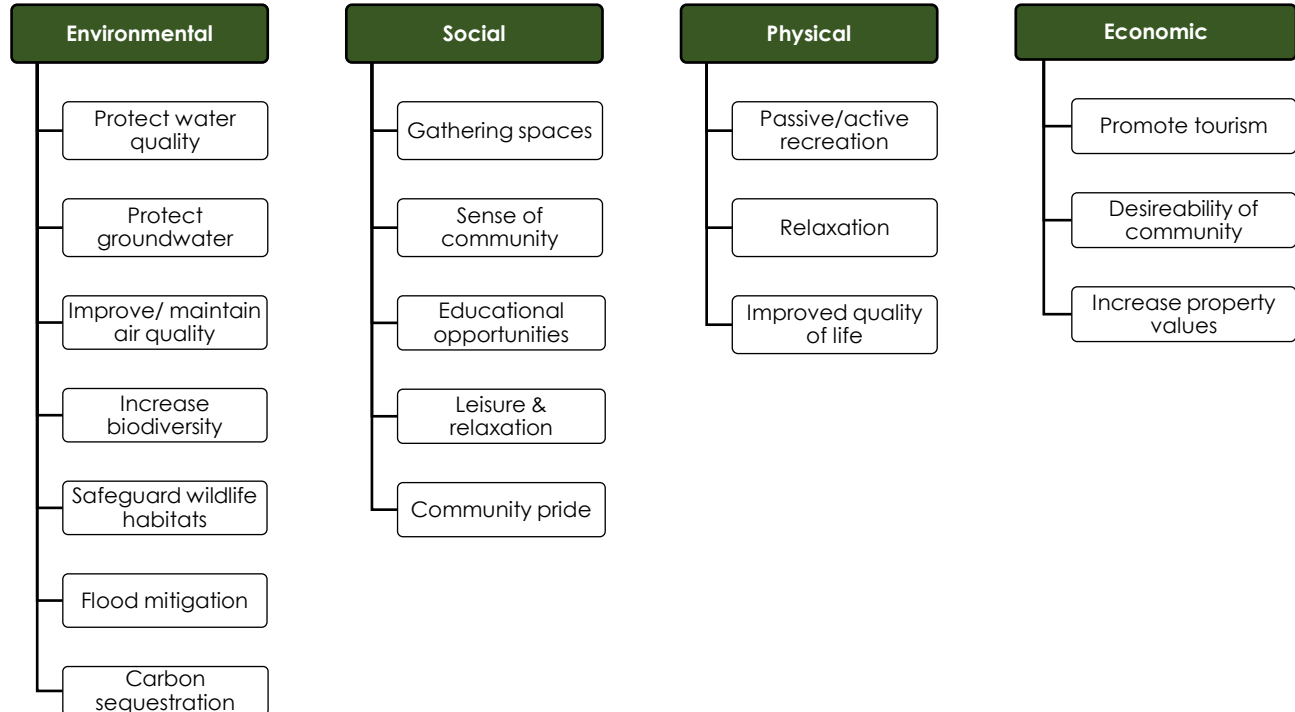 Environmental
Protect water
quality
Protect
groundwater
Improve/ maintain
air quality
Increase
biodiversity
Safeguard wildlife
habitats
Flood mitigation
Carbon
sequestration
Social
Gathering spaces
Sense of
community
Educational
opportunities
Leisure &
relaxation
Community pride
Physical
Passive/active
recreation
Relaxation
Improved quality
of life
Economic
Promote tourism
Desireability of
community
Increase property
values